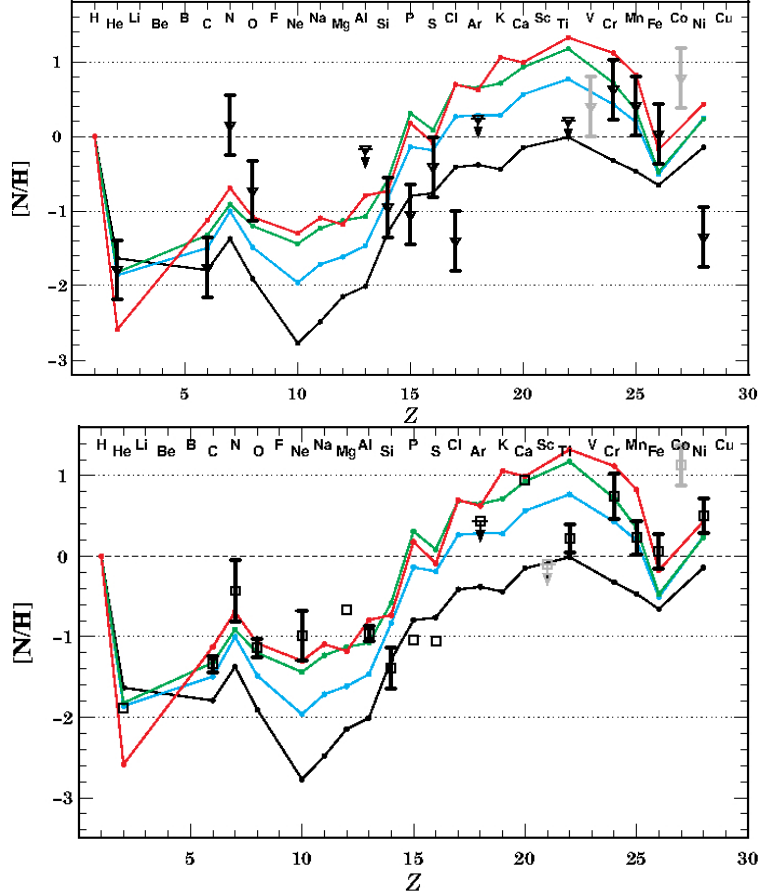 H He Li Be B C N O F Ne Na Mg Al Si P S Cl Ar K Ca Sc Ti V Cr Mn Fe Co Ni Cu
1
0
−1
−2
−3
[N/H]
5 10 15 20 25 30
Z
H He Li Be B C N O F Ne Na Mg Al Si P S Cl Ar K Ca Sc Ti V Cr Mn Fe Co Ni Cu
1
0
−1
−2
−3
[N/H]
5 10 15 20 25 30
Z